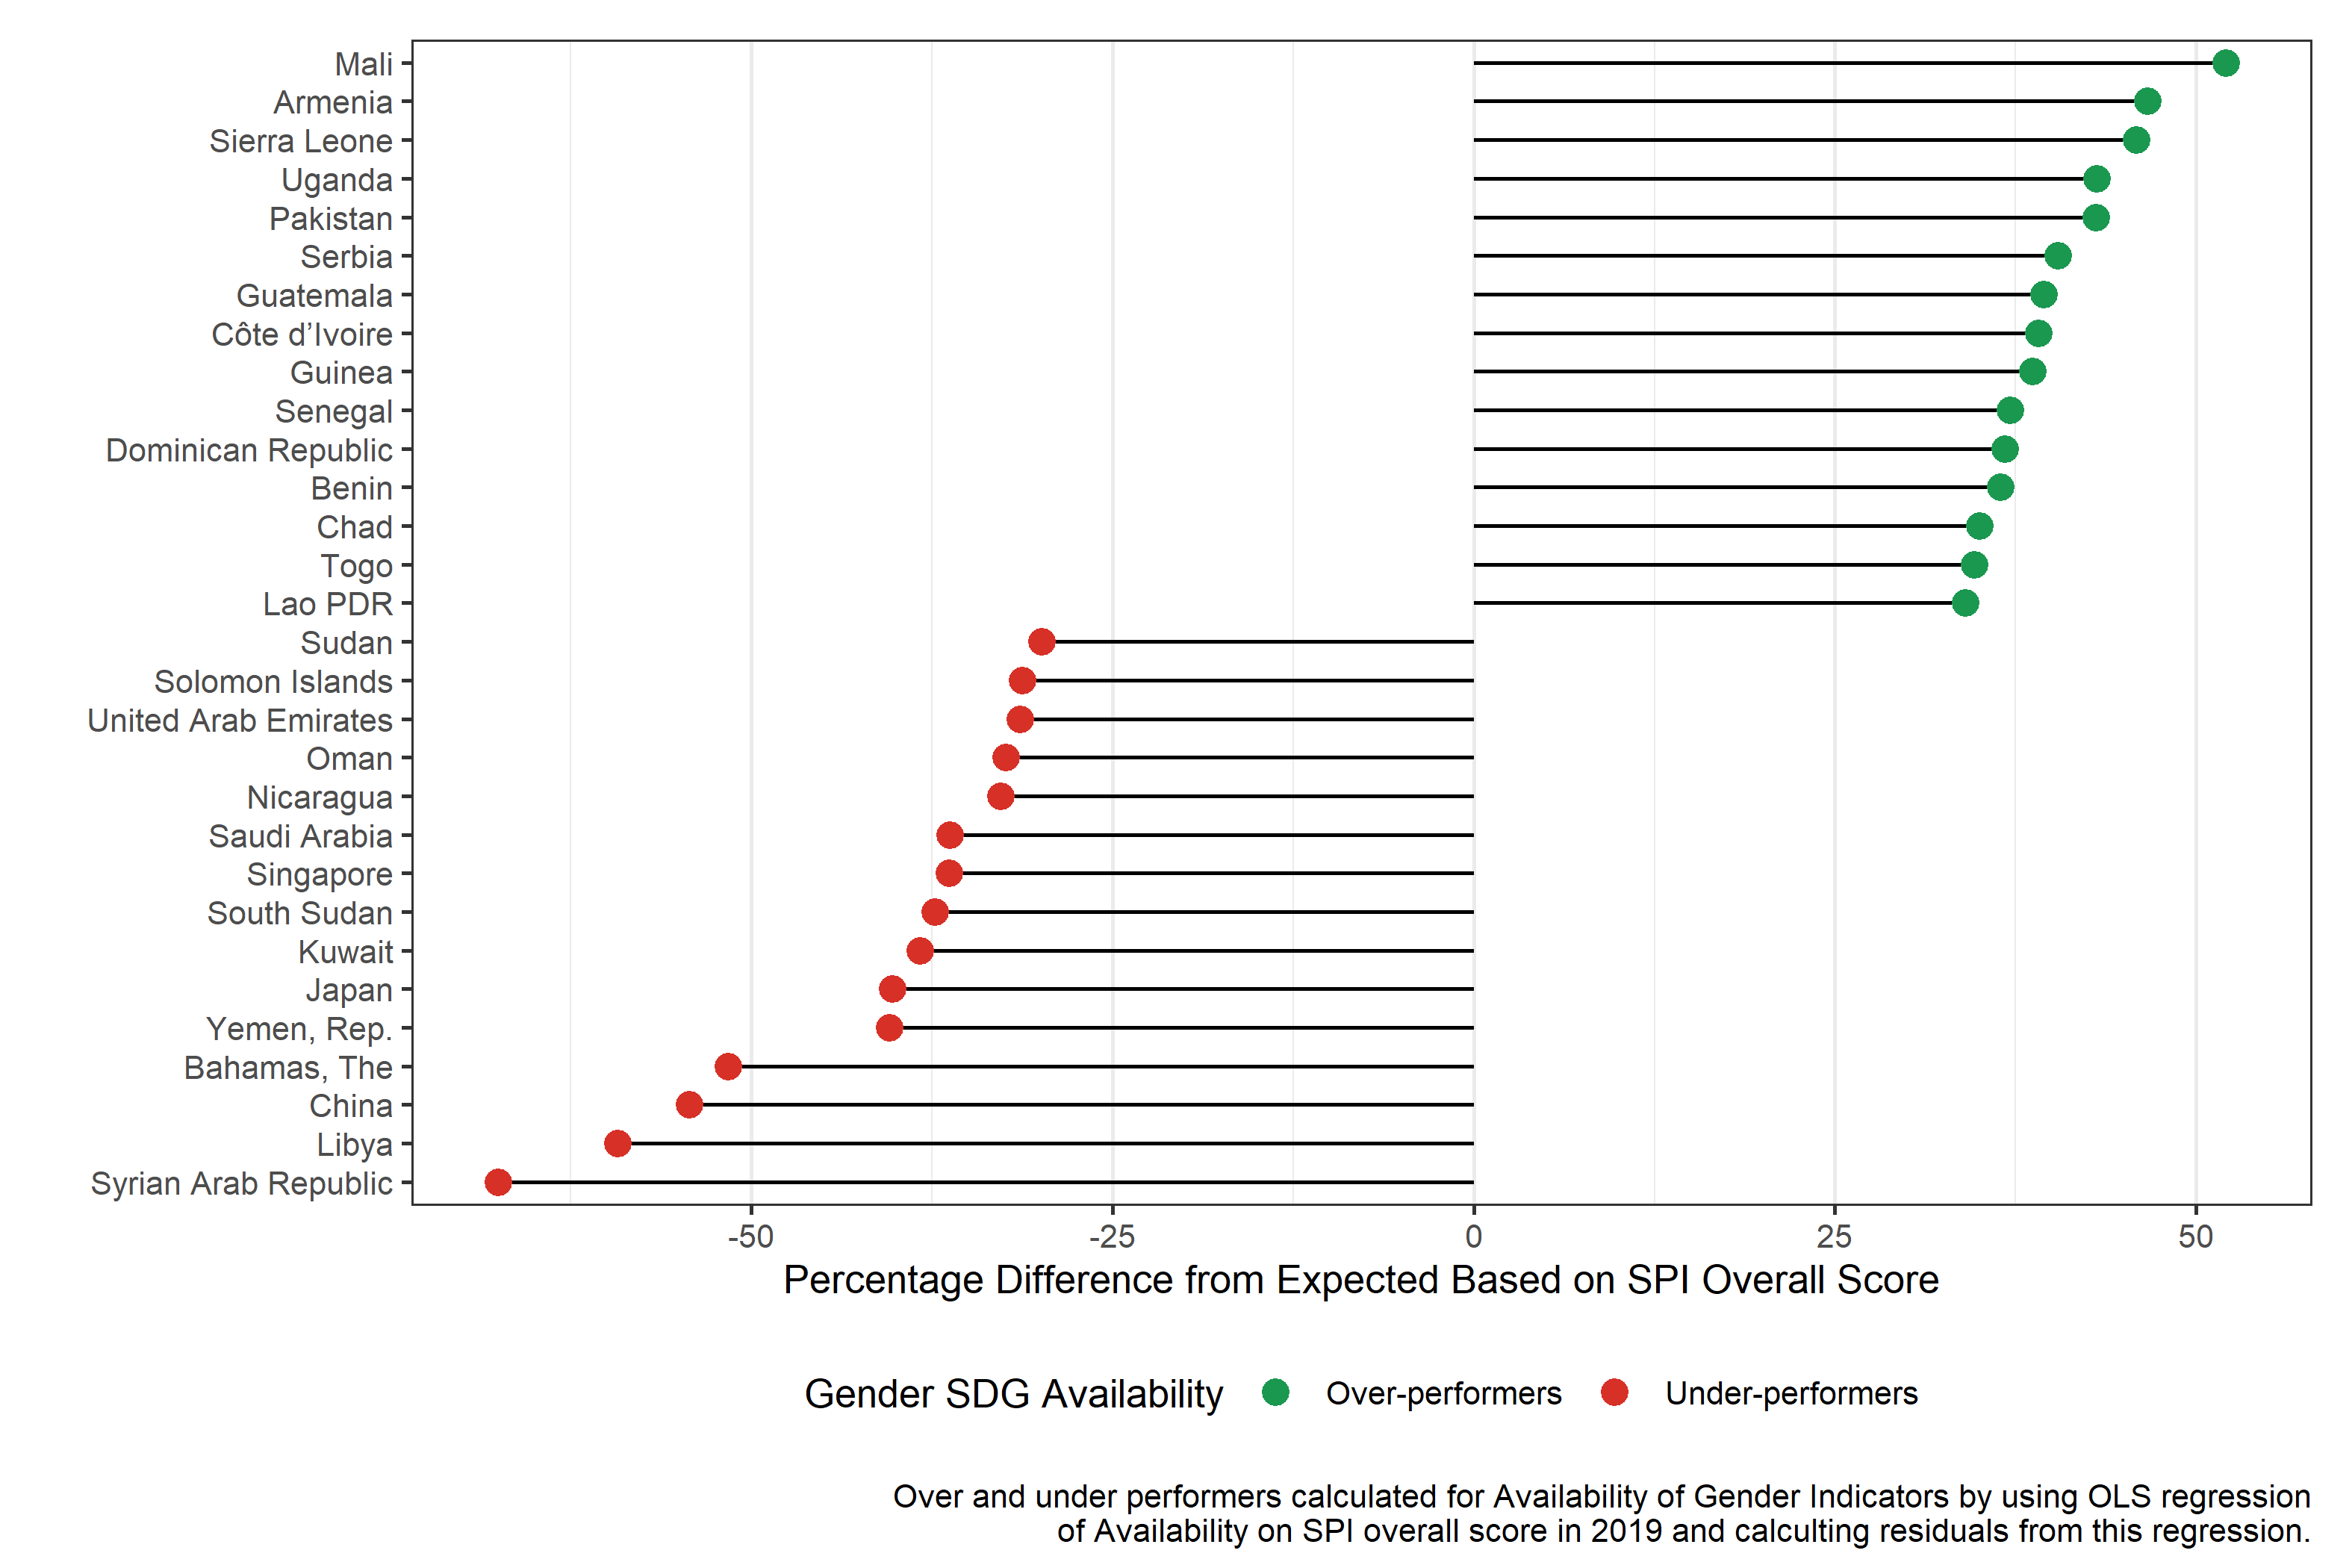 Mali
Armenia
Sierra Leone
Uganda
Pakistan
Serbia
Guatemala
Côte d’Ivoire
Guinea
Senegal
Dominican Republic
Benin
Chad
Togo
Lao PDR
Sudan
Solomon Islands
United Arab Emirates
Oman
Nicaragua
Saudi Arabia
Singapore
South Sudan
Kuwait
Japan
Yemen, Rep.
Bahamas, The
China
Libya
Syrian Arab Republic
-50 -25 0 25 50
Percentage Difference from Expected Based on SPI Overall Score
Gender SDG Availability Over-performers Under-performers
Over and under performers calculated for Availability of Gender Indicators by using OLS regression
of Availability on SPI overall score in 2019 and calculting residuals from this regression.